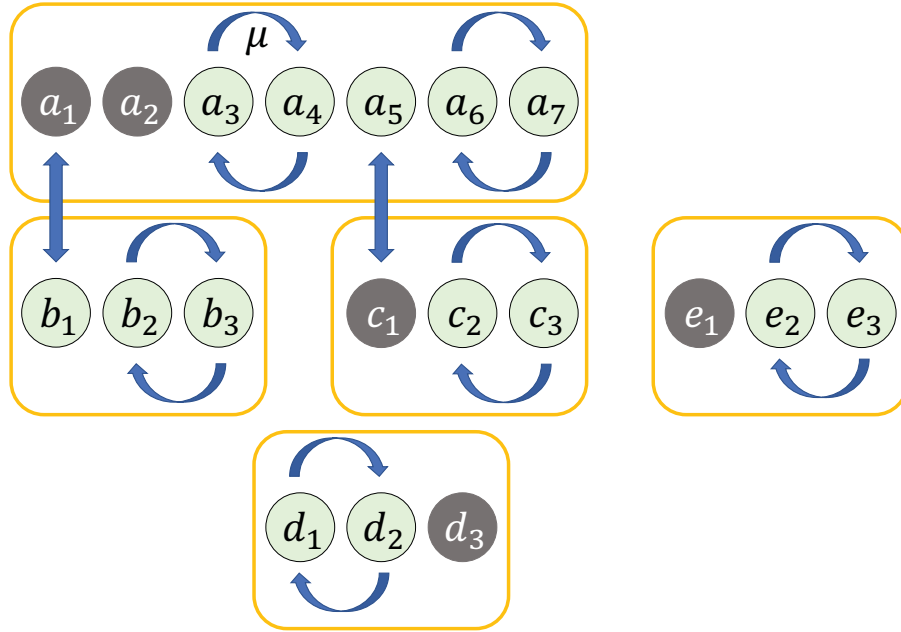 μ
a₁ a₂ a₃ a₄ a₅ a₆ a₇
b₁ b₂ b₃ c₁ c₂ c₃ e₁ e₂ e₃
d₁ d₂ d₃